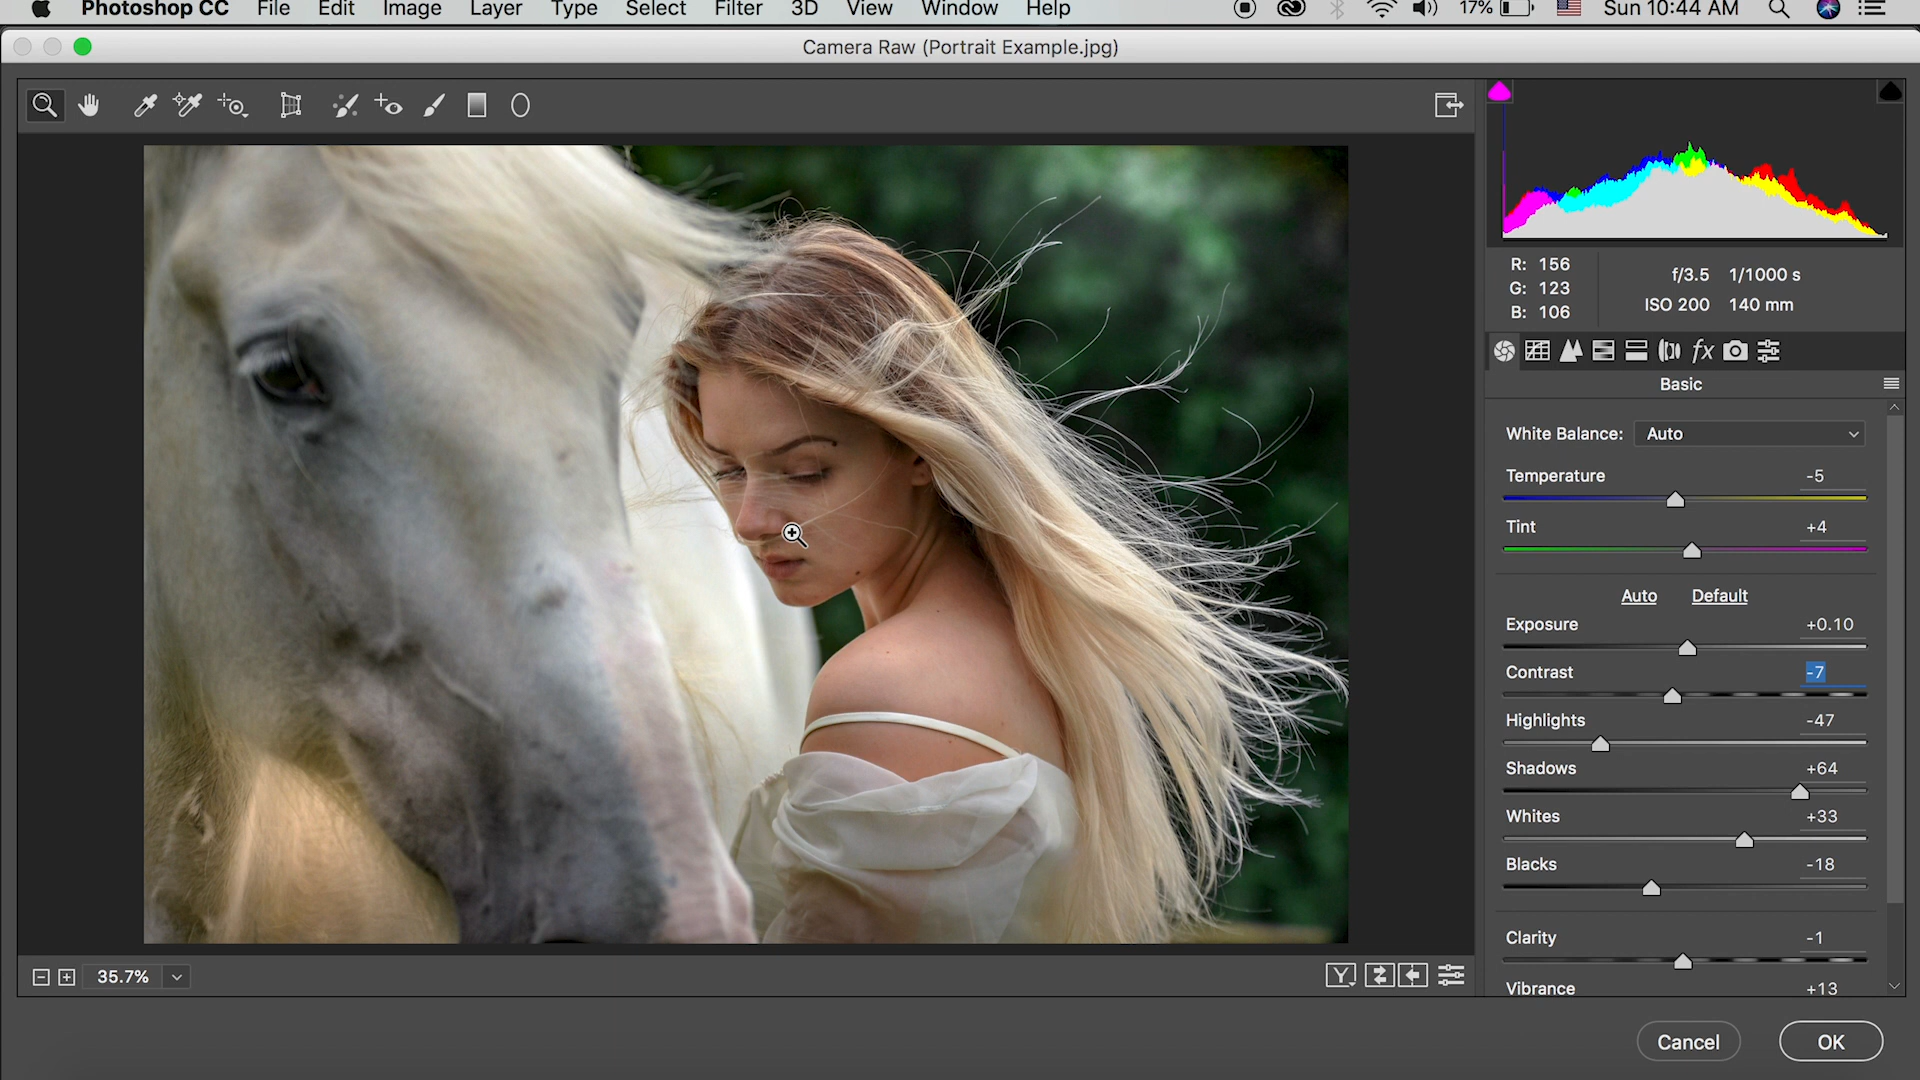 Photoshop CC File Edit Image Layer Type Select Filter 3D View Window Help 17% Sun 10:44 AM
Camera Raw (Portrait Example.jpg)
R: 156
G: 123
B: 106
f/3.5 1/1000 s
ISO 200 140 mm
fx
Basic
White Balance: Auto
Temperature -5
Tint +4
Auto Default
Exposure +0.10
Contrast -7
Highlights -47
Shadows +64
Whites +33
Blacks -18
Clarity -1
Vibrance +13
35.7%
Y
Cancel OK